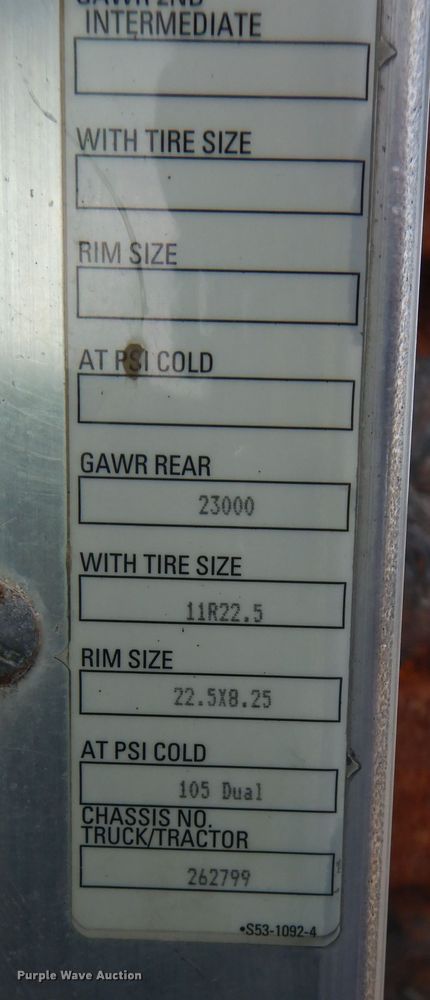 GAWR 2ND
INTERMEDIATE
WITH TIRE SIZE
RIM SIZE
AT PSI COLD
GAWR REAR
23000
WITH TIRE SIZE
11R22.5
RIM SIZE
22.5X8.25
AT PSI COLD
105 Dual
CHASSIS NO.
TRUCK/TRACTOR
262799
•S53-1092-4
Purple Wave Auction